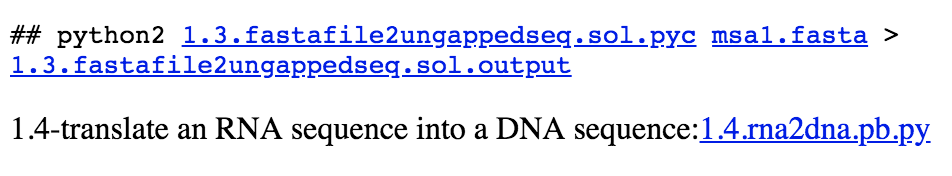 ## python2 1.3.fastafile2ungappedseq.sol.pyc msa1.fasta >
1.3.fastafile2ungappedseq.sol.output
1.4-translate an RNA sequence into a DNA sequence:1.4.rna2dna.pb.py